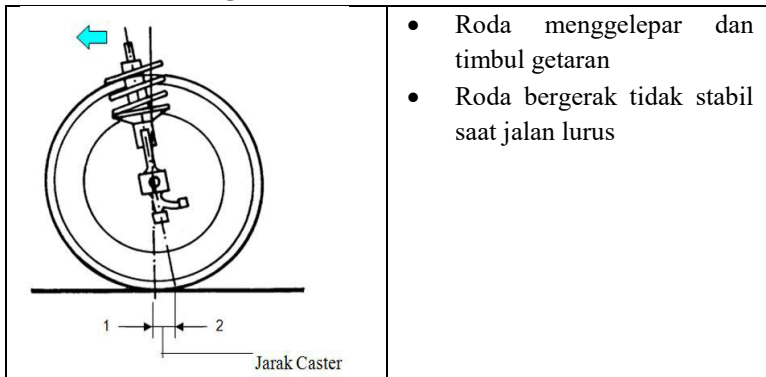 • Roda menggelepar dan
timbul getaran
• Roda bergerak tidak stabil
saat jalan lurus
1 2
Jarak Caster